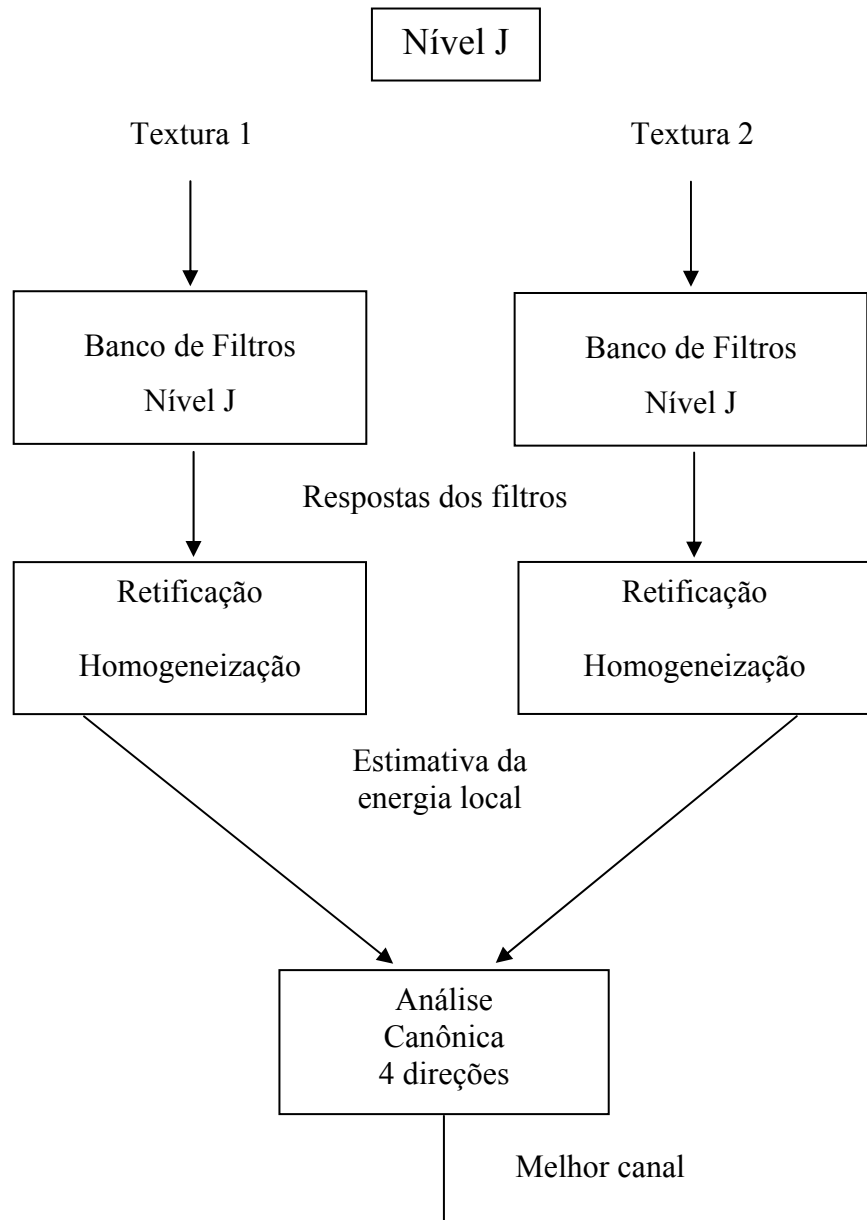 Nível J
Textura 1
Textura 2
Banco de Filtros
Nível J
Banco de Filtros
Nível J
Respostas dos filtros
Retificação
Homogeneização
Retificação
Homogeneização
Estimativa da
energia local
Análise
Canônica
4 direções
Melhor canal